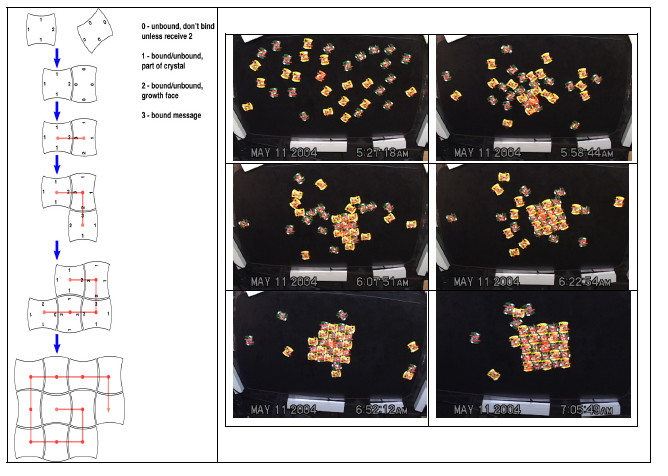 0 - unbound, don't bind
unless receive 2
1 - bound/unbound,
part of crystal
2 - bound/unbound,
growth face
3 - bound message
MAY 11 2004 5:27:18AM
MAY 11 2004 5:58:44AM
MAY 11 2004 6:07:51AM
MAY 11 2004 6:22:54AM
MAY 11 2004 6:52:12AM
MAY 11 2004 7:05:49AM